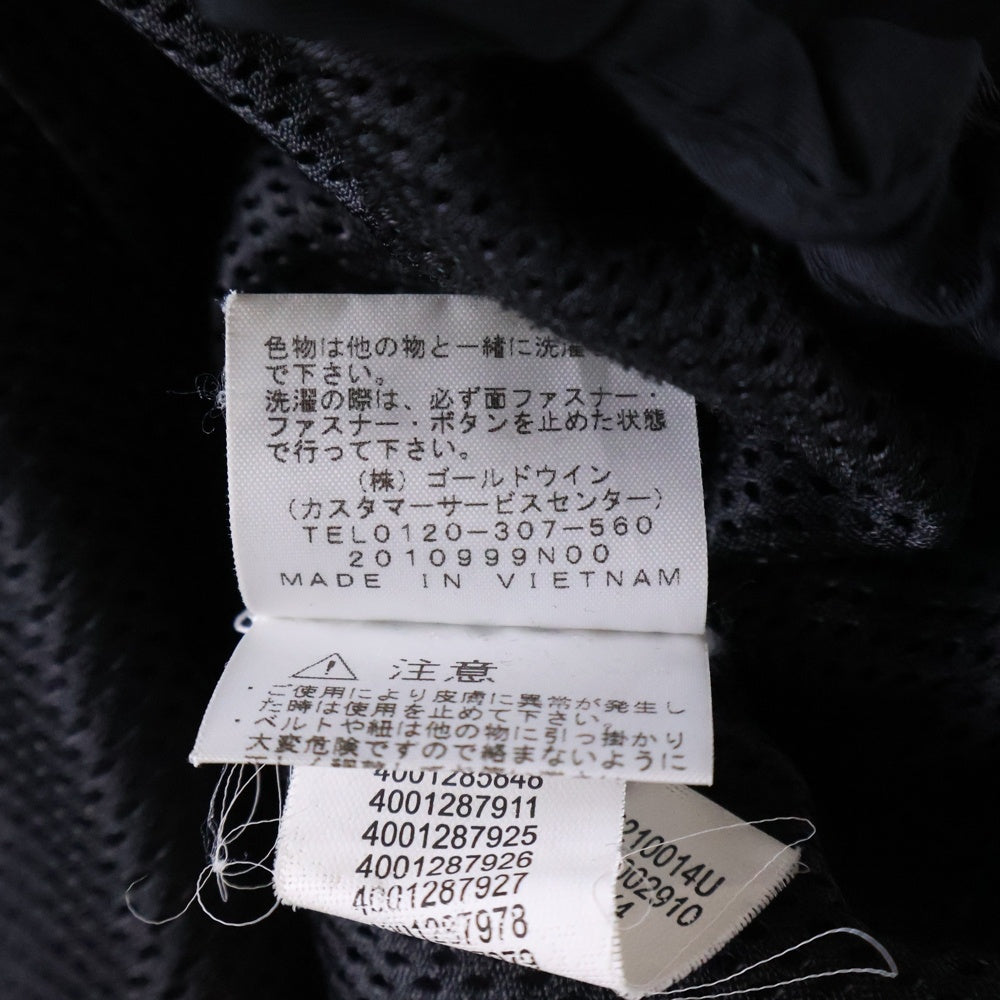 色物は他の物と一緒に洗濯
で下さい。
洗濯の際は、必ず面ファスナー・
ファスナー・ボタンを止めた状態
で行って下さい。
(株)ゴールドウイン
(カスタマーサービスセンター)
TEL0120-307-560
2010999N00
MADE IN VIETNAM
注意
ご使用により皮膚に異常が発生し
た時は使用を止めて下さい。
ベルトや紐は他の物に引っ掛かり
大変危険ですので絡まないように
4001285848
4001287911
4001287925
4001287926
4001287927
210014U
002910